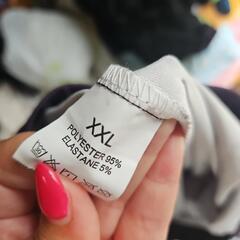 XXL
POLYESTER 95%
ELASTANE 5%